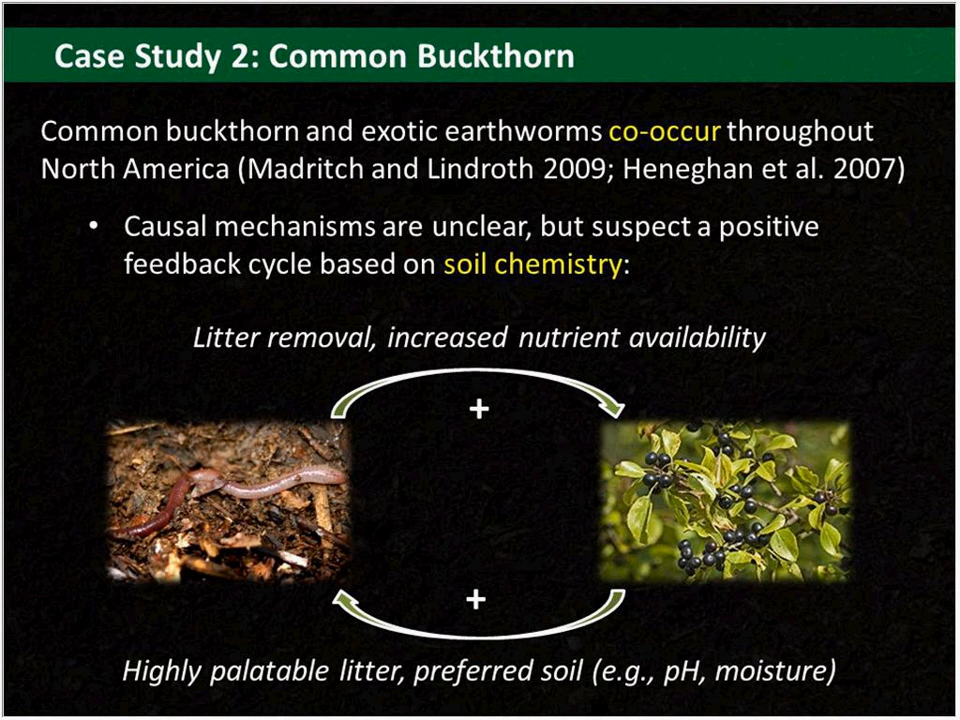 Case Study 2: Common Buckthorn
Common buckthorn and exotic earthworms co-occur throughout
North America (Madritch and Lindroth 2009; Heneghan et al. 2007)
• Causal mechanisms are unclear, but suspect a positive
feedback cycle based on soil chemistry:
Litter removal, increased nutrient availability
+
+
Highly palatable litter, preferred soil (e.g., pH, moisture)